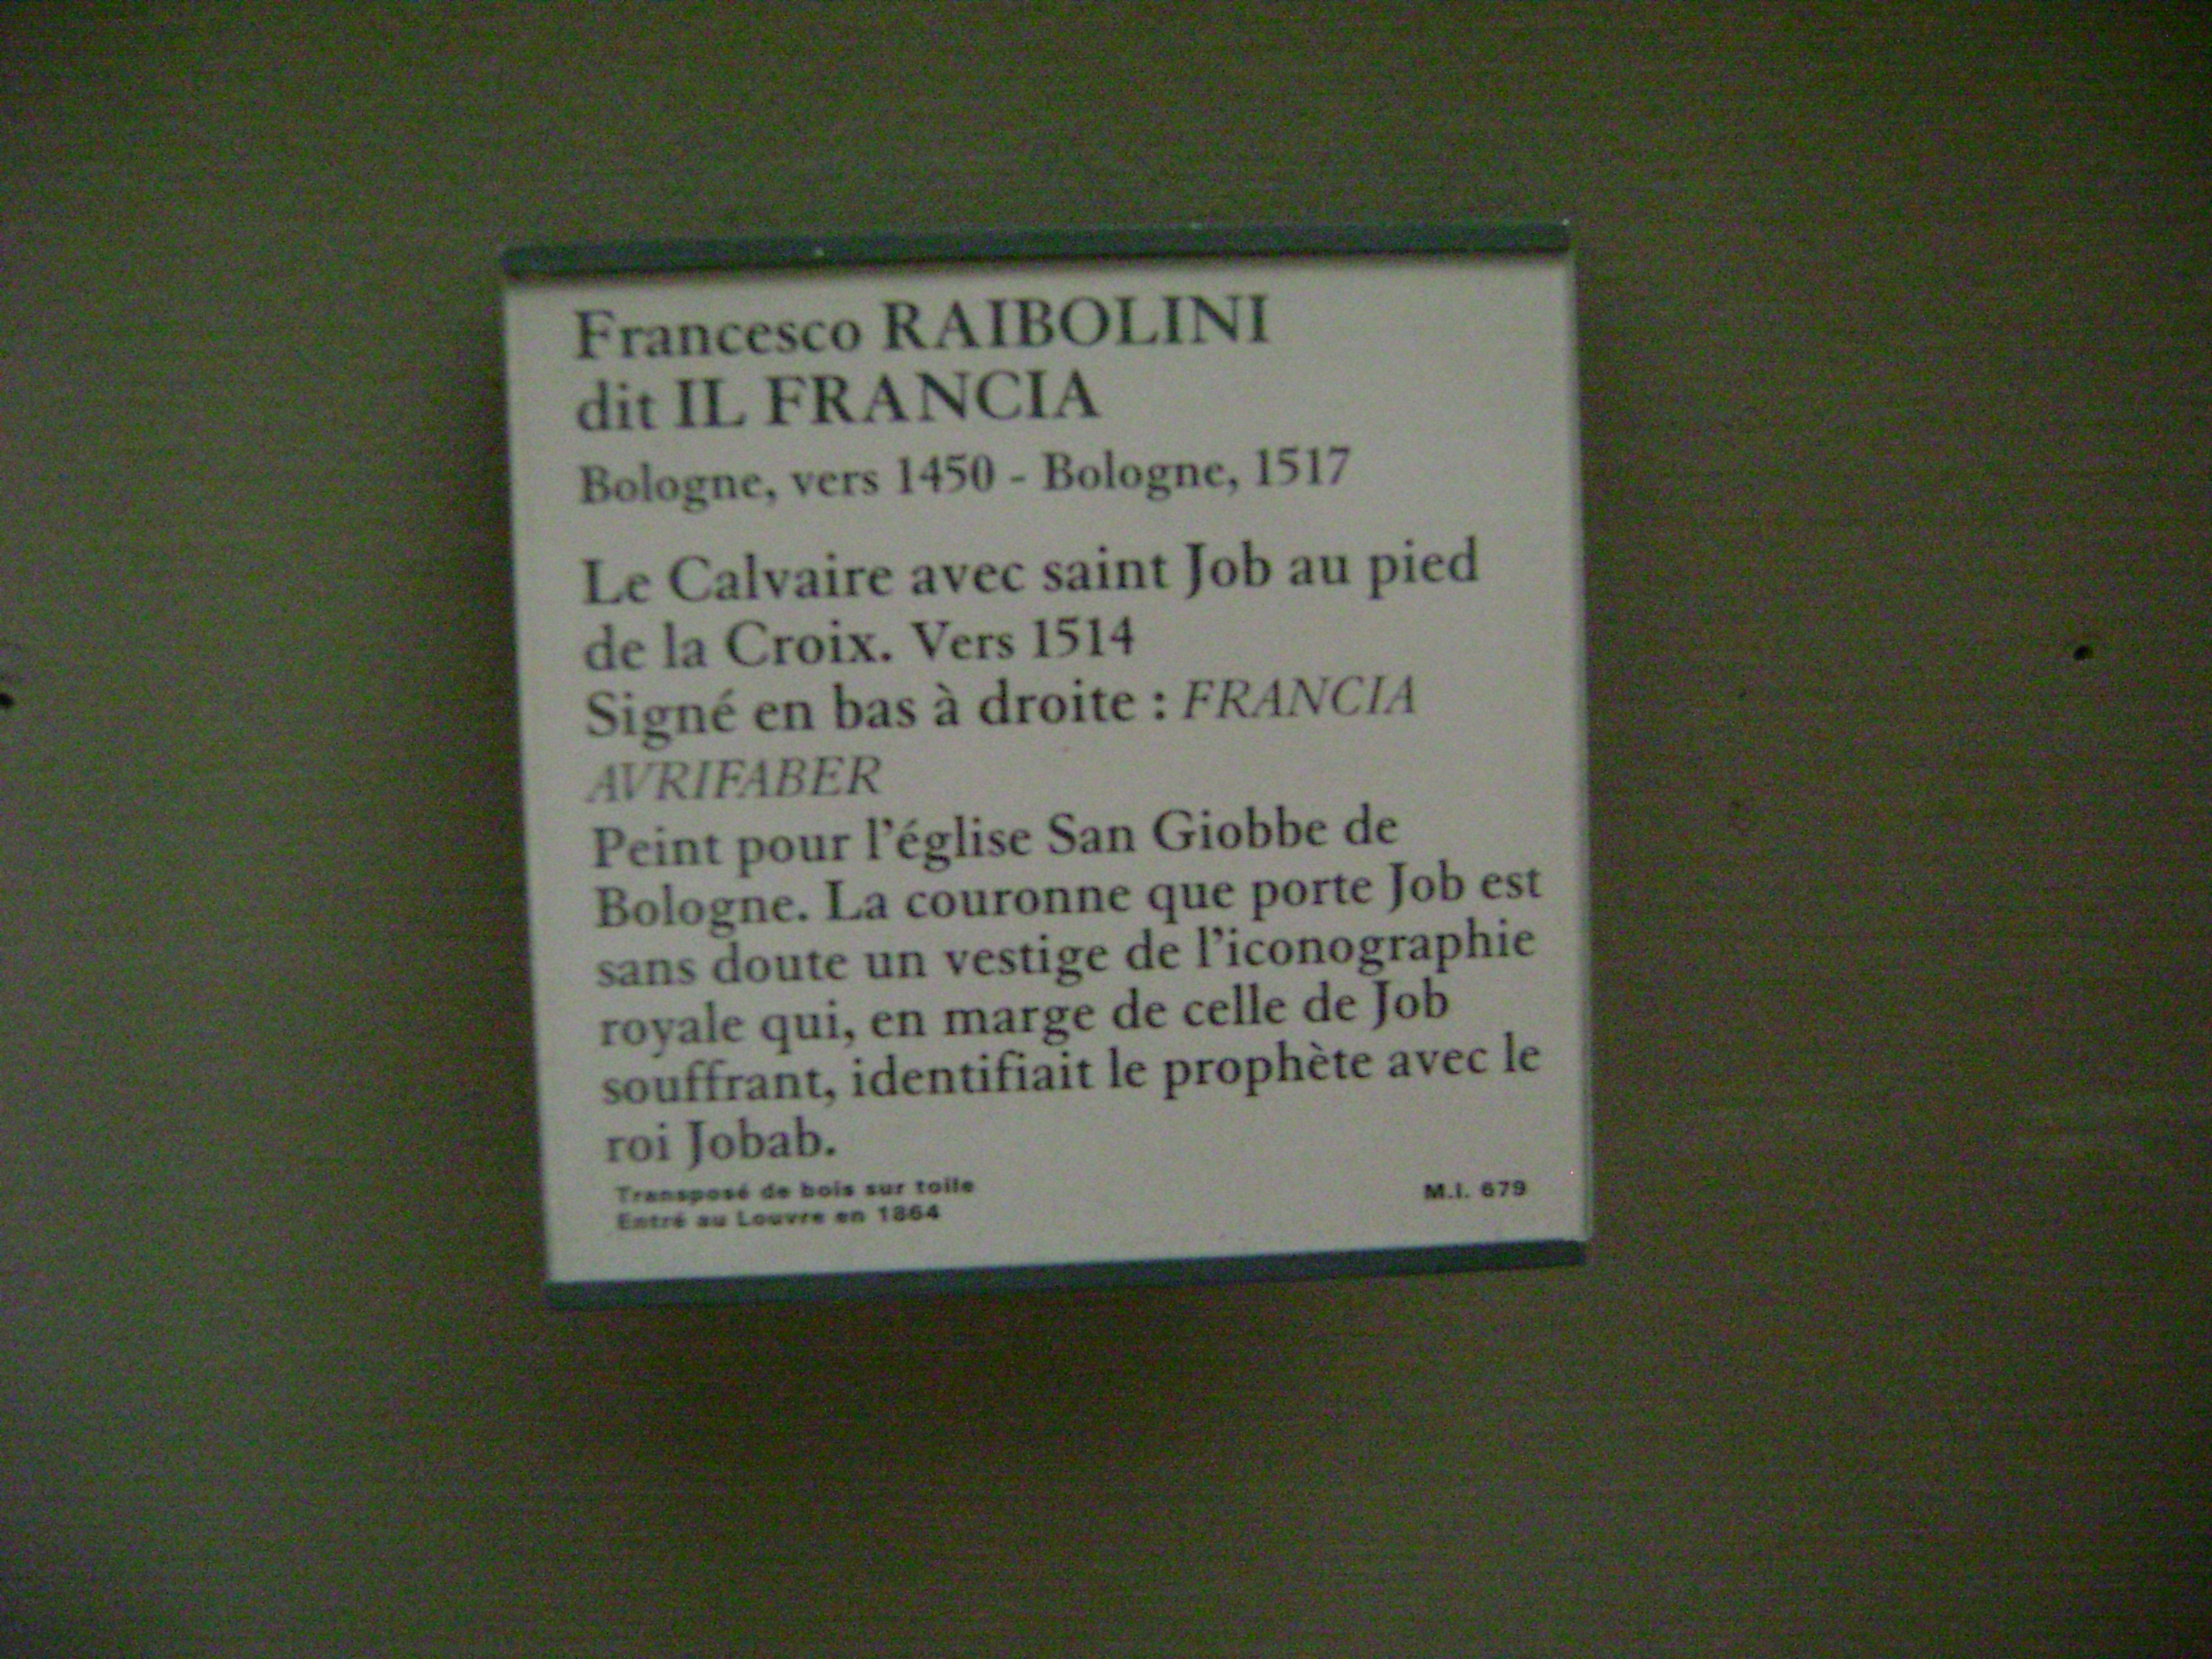 Francesco RAIBOLINI
dit IL FRANCIA
Bologne, vers 1450 - Bologne, 1517
Le Calvaire avec saint Job au pied
de la Croix. Vers 1514
Signé en bas à droite : FRANCIA
AVRIFABER
Peint pour l'église San Giobbe de
Bologne. La couronne que porte Job est
sans doute un vestige de l'iconographie
royale qui, en marge de celle de Job
souffrant, identifiait le prophète avec le
roi Jobab.
Transposé de bois sur toile
Entré au Louvre en 1864
M.I. 679